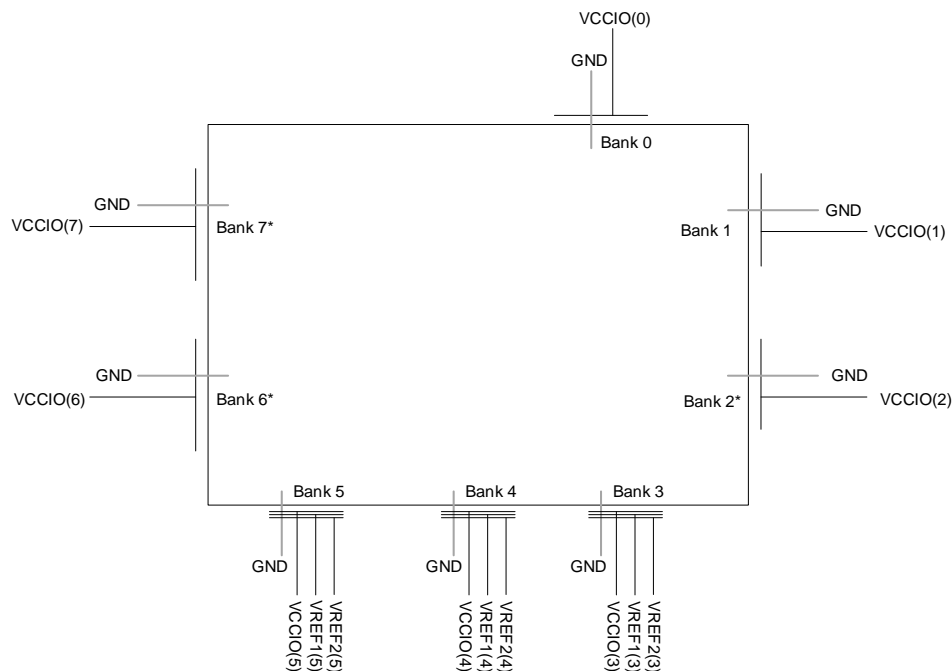 VCCIO(0)
GND
Bank 0
GND
VCCIO(7)
Bank 7*
Bank 1
GND
VCCIO(1)
GND
VCCIO(6)
Bank 6*
Bank 2*
GND
VCCIO(2)
Bank 5
Bank 4
Bank 3
GND
VCCIO(5)
VREF1(5)
VREF2(5)
GND
VCCIO(4)
VREF1(4)
VREF2(4)
GND
VCCIO(3)
VREF1(3)
VREF2(3)